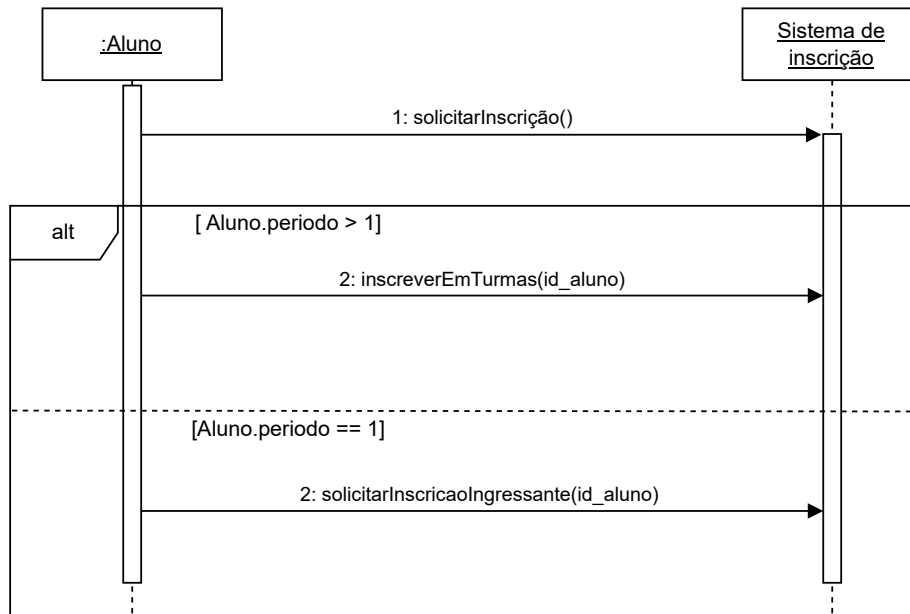 :Aluno
Sistema de
inscrição
1: solicitarInscrição()
alt
[ Aluno.periodo > 1]
2: inscreverEmTurmas(id_aluno)
[Aluno.periodo == 1]
2: solicitarInscricaoIngressante(id_aluno)